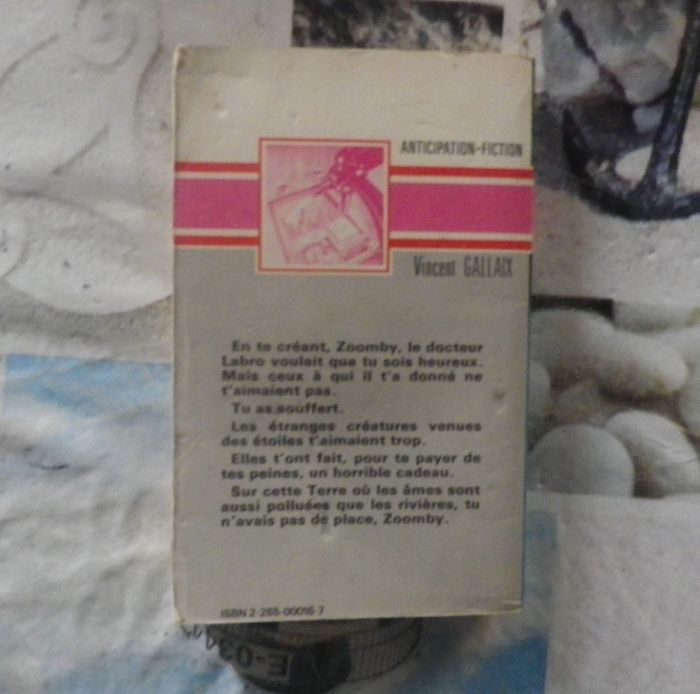 ANTICIPATION-FICTION
Vincent GALLAIX
En te créant, Zoomby, le docteur
Labro voulait que tu sois heureux.
Mais ceux à qui il t'a donné ne
t'aimaient pas.
Tu as souffert.
Les étranges créatures venues
des étoiles t'aimaient trop.
Elles t'ont fait, pour te payer de
tes peines, un horrible cadeau.
Sur cette Terre où les âmes sont
aussi polluées que les rivières, tu
n'avais pas de place, Zoomby.
ISBN 2-265-00016-7